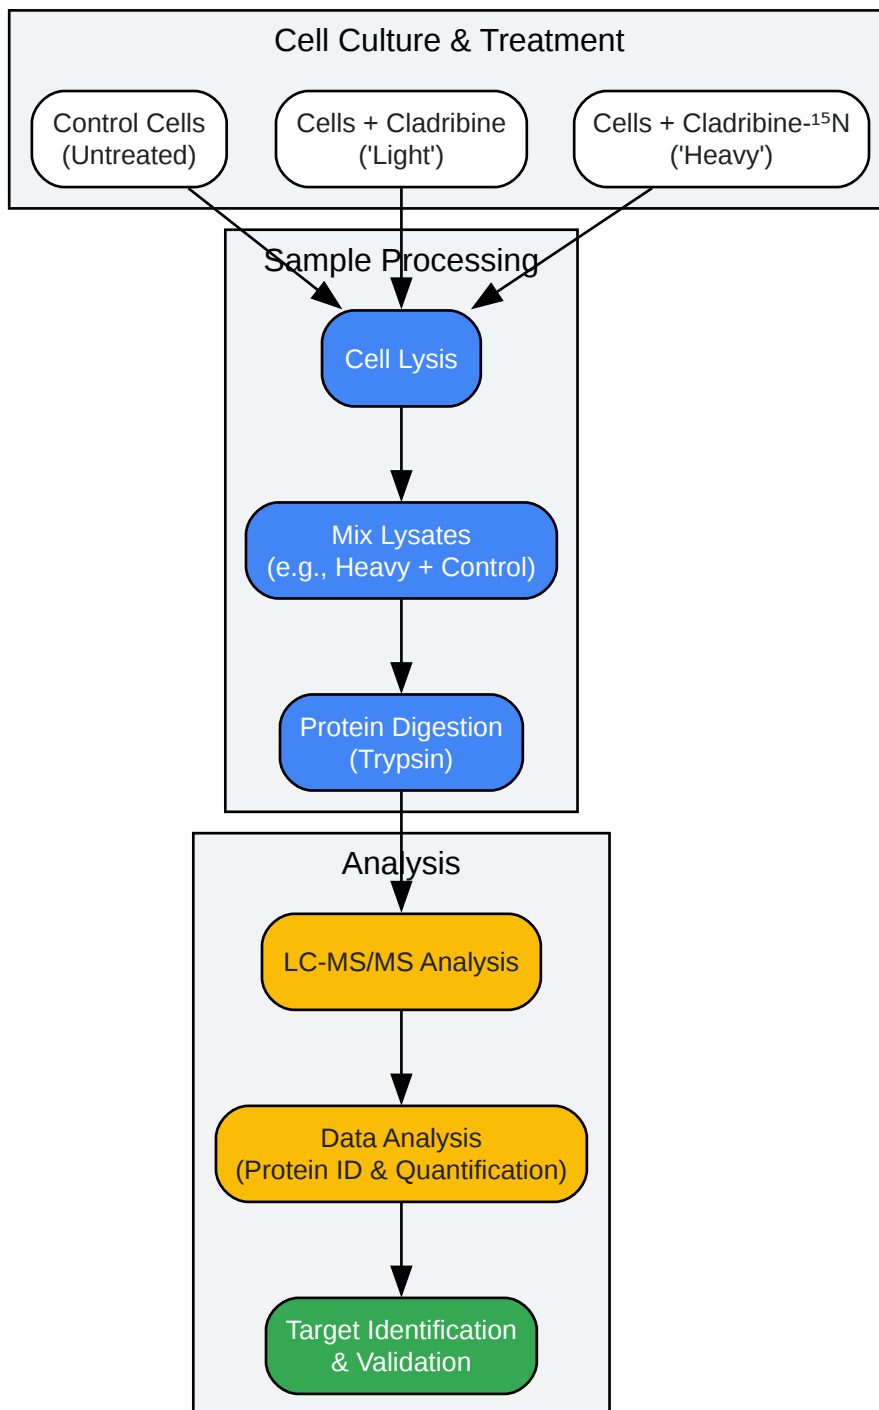 Cell Culture & Treatment
Control Cells
(Untreated)
Cells + Cladribine
('Light')
Cells + Cladribine-¹⁵N
('Heavy')
Sample Processing
Cell Lysis
Mix Lysates
(e.g., Heavy + Control)
Protein Digestion
(Trypsin)
Analysis
LC-MS/MS Analysis
Data Analysis
(Protein ID & Quantification)
Target Identification
& Validation